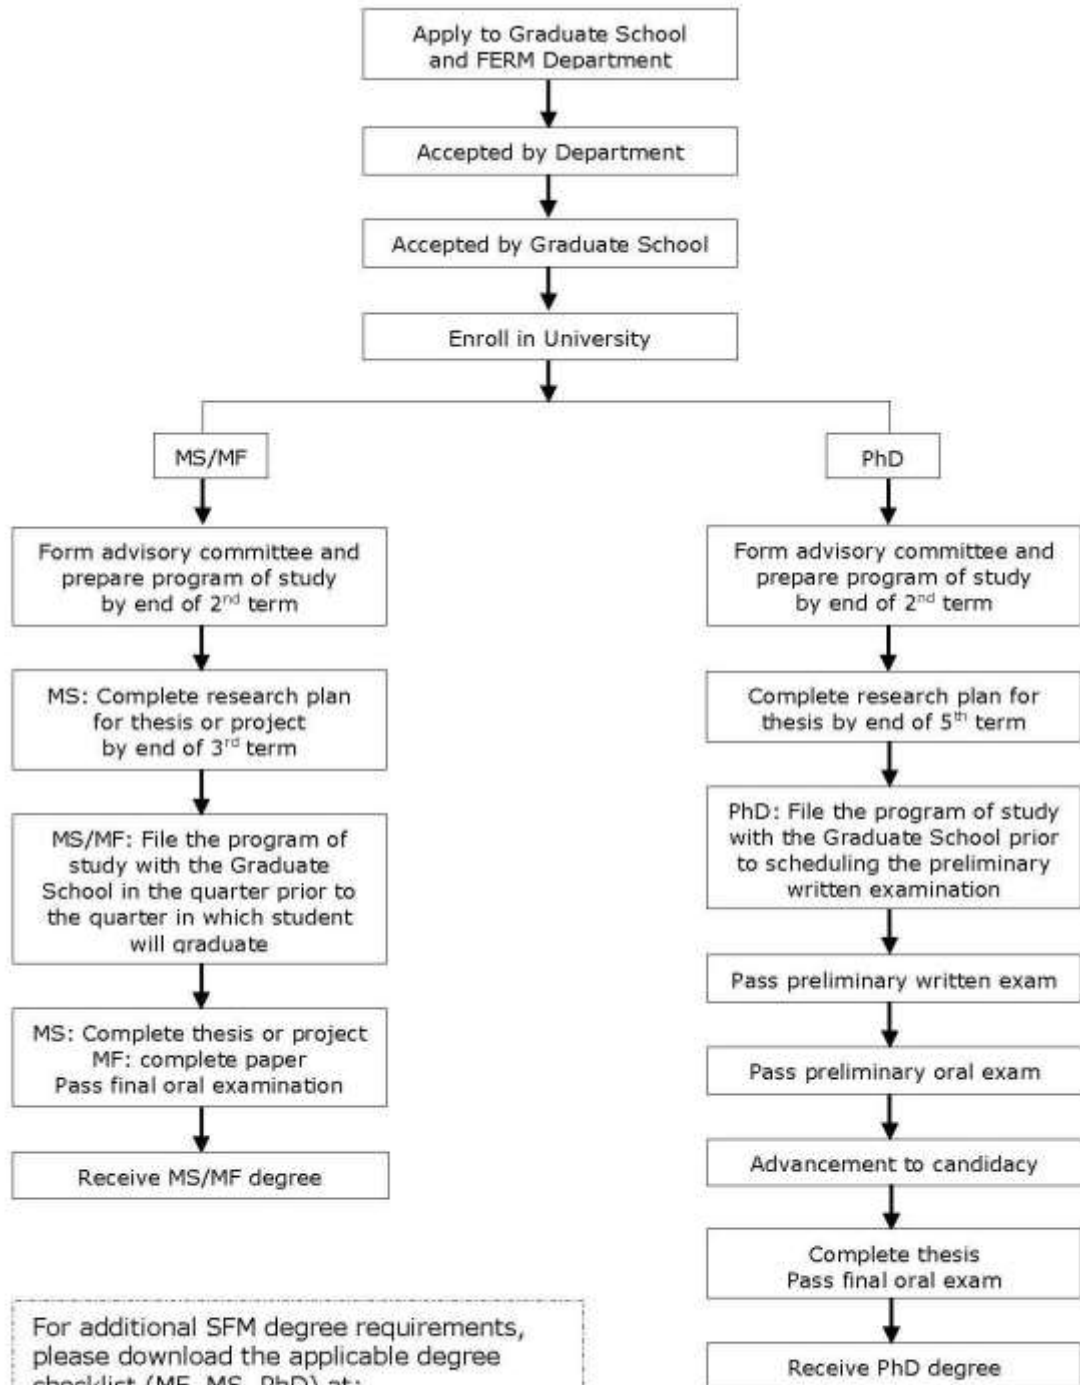 Apply to Graduate School
and FERM Department
Accepted by Department
Accepted by Graduate School
Enroll in University
MS/MF
Form advisory committee and
prepare program of study
by end of 2nd term
MS: Complete research plan
for thesis or project
by end of 3rd term
MS/MF: File the program of
study with the Graduate
School in the quarter prior to
the quarter in which student
will graduate
MS: Complete thesis or project
MF: complete paper
Pass final oral examination
Receive MS/MF degree
PhD
Form advisory committee and
prepare program of study
by end of 2nd term
Complete research plan for
thesis by end of 5th term
PhD: File the program of study
with the Graduate School prior
to scheduling the preliminary
written examination
Pass preliminary written exam
Pass preliminary oral exam
Advancement to candidacy
Complete thesis
Pass final oral exam
Receive PhD degree
For additional SFM degree requirements,
please download the applicable degree
checklist (MF, MS, PhD) at: